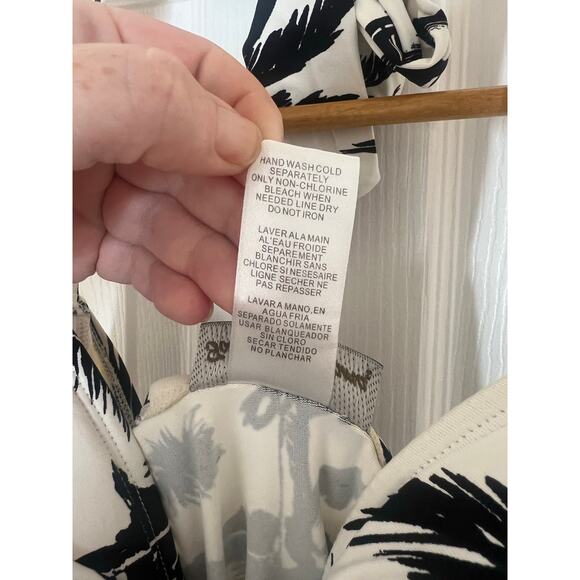 HAND WASH COLD
SEPARATELY
ONLY NON-CHLORINE
BLEACH WHEN
NEEDED LINE DRY
DO NOT IRON
LAVER ALA MAIN
AL'EAU FROIDE
SEPAREMENT
BLANCHIR SANS
CHLORE SI NESESAIRE
LIGNE SECHER NE
PAS REPASSER
LAVAR A MANO, EN
AGUA FRIA
SEPARADO SOLAMENTE
USAR BLANQUEADOR
SIN CLORO
SECAR TENDIDO
NO PLANCHAR